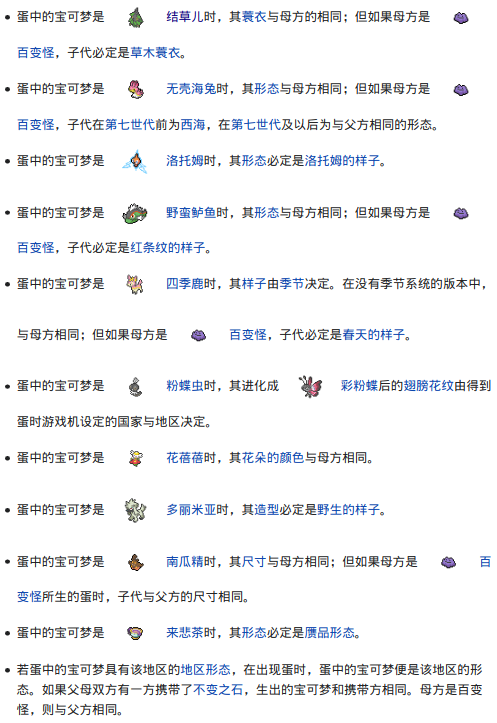 蛋中的宝可梦是 结草儿时，其蓑衣与母方的相同；但如果母方是
百变怪，子代必定是草木蓑衣。
蛋中的宝可梦是 无壳海兔时，其形态与母方相同；但如果母方是
百变怪，子代在第七世代前为西海，在第七世代及以后为与父方相同的形态。
蛋中的宝可梦是 洛托姆时，其形态必定是洛托姆的样子。
蛋中的宝可梦是 野蛮鲈鱼时，其形态与母方相同；但如果母方是
百变怪，子代必定是红条纹的样子。
蛋中的宝可梦是 四季鹿时，其样子由季节决定。在没有季节系统的版本中，
与母方相同；但如果母方是 百变怪，子代必定是春天的样子。
蛋中的宝可梦是 粉蝶虫时，其进化成 彩粉蝶后的翅膀花纹由得到
蛋时游戏机设定的国家与地区决定。
蛋中的宝可梦是 花蓓蓓时，其花朵的颜色与母方相同。
蛋中的宝可梦是 多丽米亚时，其造型必定是野生的样子。
蛋中的宝可梦是 南瓜精时，其尺寸与母方相同；但如果母方是 百
变怪所生的蛋时，子代与父方的尺寸相同。
蛋中的宝可梦是 来悲茶时，其形态必定是赝品形态。
若蛋中的宝可梦具有该地区的地区形态，在出现蛋时，蛋中的宝可梦便是该地区的形
态。如果父母双方有一方携带了不变之石，生出的宝可梦和携带方相同。母方是百变
怪，则与父方相同。